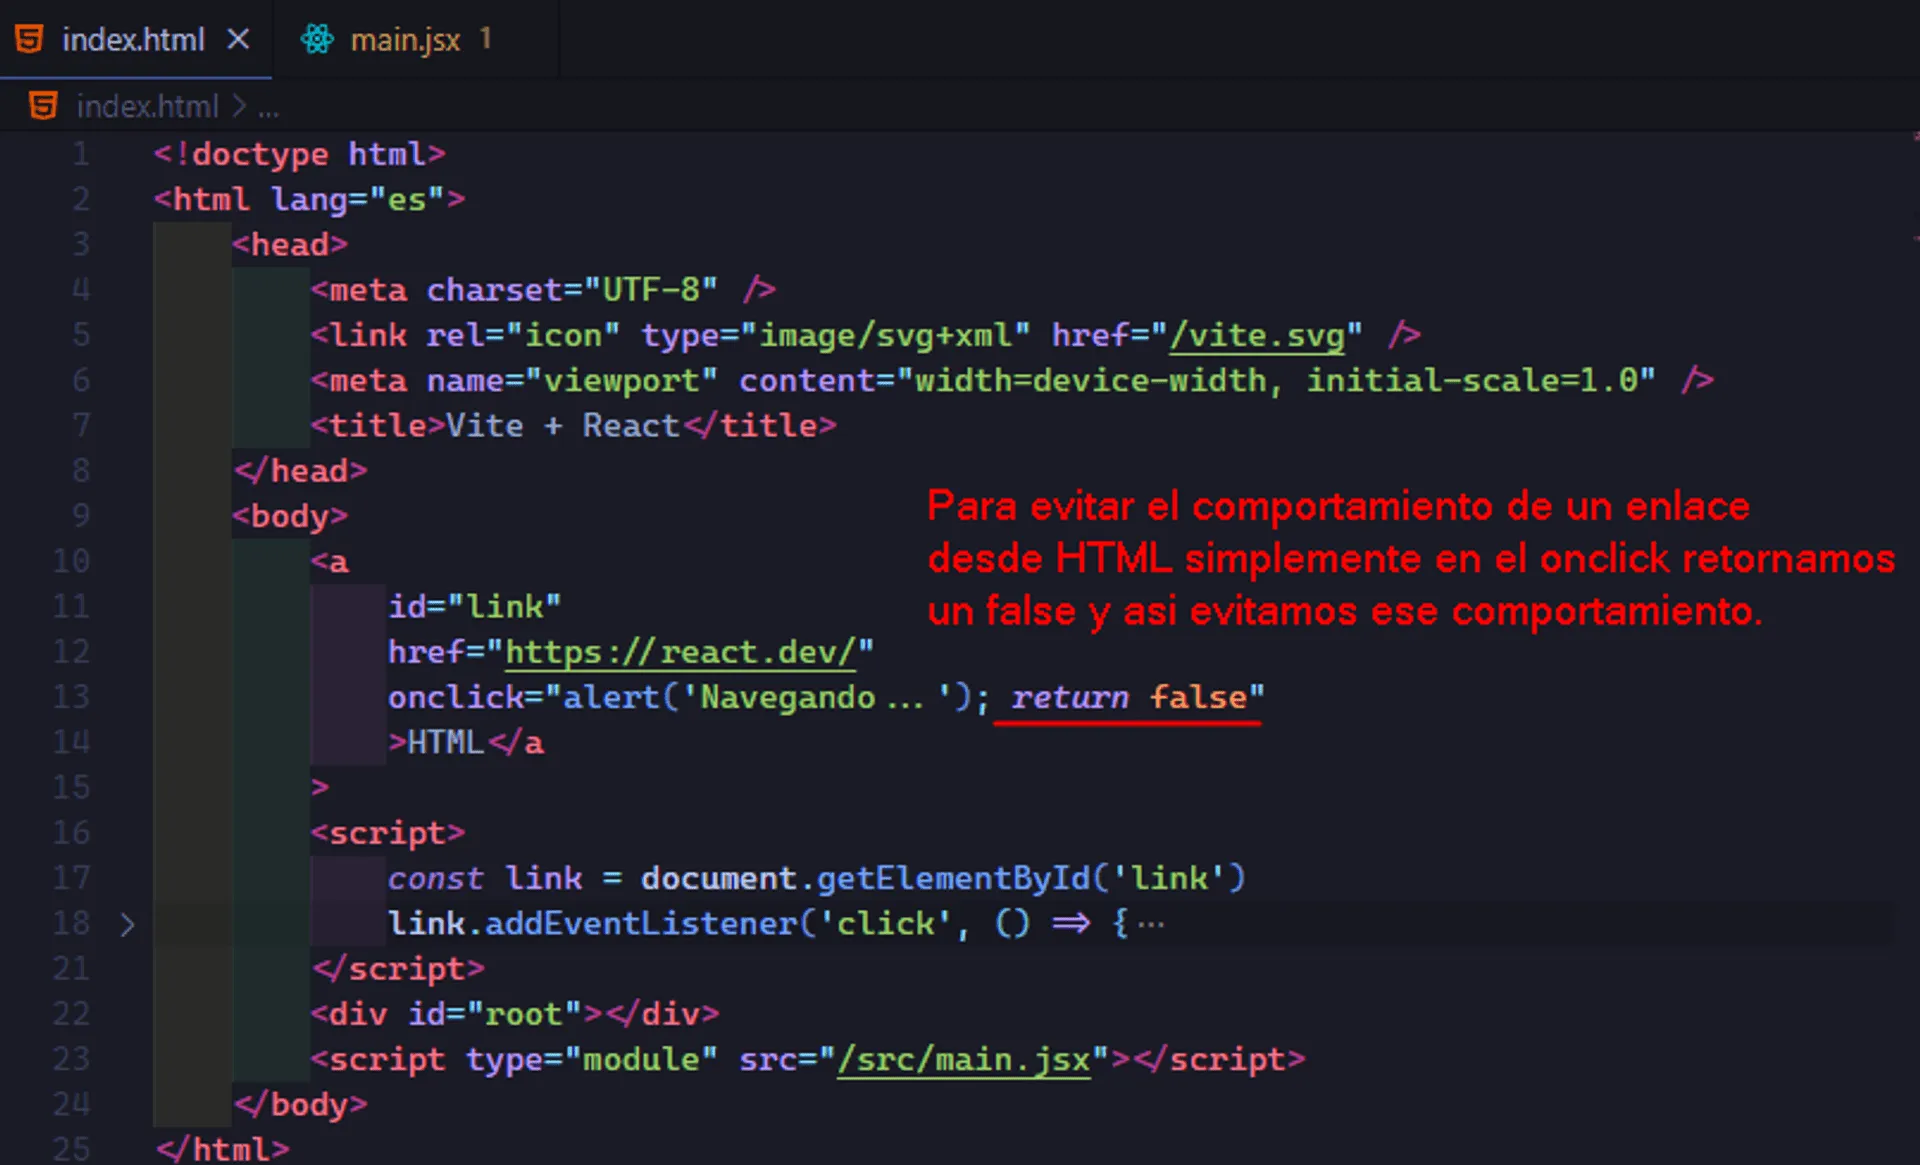 index.html × main.jsx 1
index.html > ...
1 <!doctype html>
2 <html lang="es">
3 <head>
4 <meta charset="UTF-8" />
5 <link rel="icon" type="image/svg+xml" href="/vite.svg" />
6 <meta name="viewport" content="width=device-width, initial-scale=1.0" />
7 <title>Vite + React</title>
8 </head>
9 <body>
Para evitar el comportamiento de un enlace
desde HTML simplemente en el onclick retornamos
un false y asi evitamos ese comportamiento.
10 <a
11 id="link"
12 href="https://react.dev/"
13 onclick="alert('Navegando...'); return false"
14 >HTML</a
15 >
16 <script>
17 const link = document.getElementById('link')
18 link.addEventListener('click', () => {...
21 </script>
22 <div id="root"></div>
23 <script type="module" src="/src/main.jsx"></script>
24 </body>
25 </html>